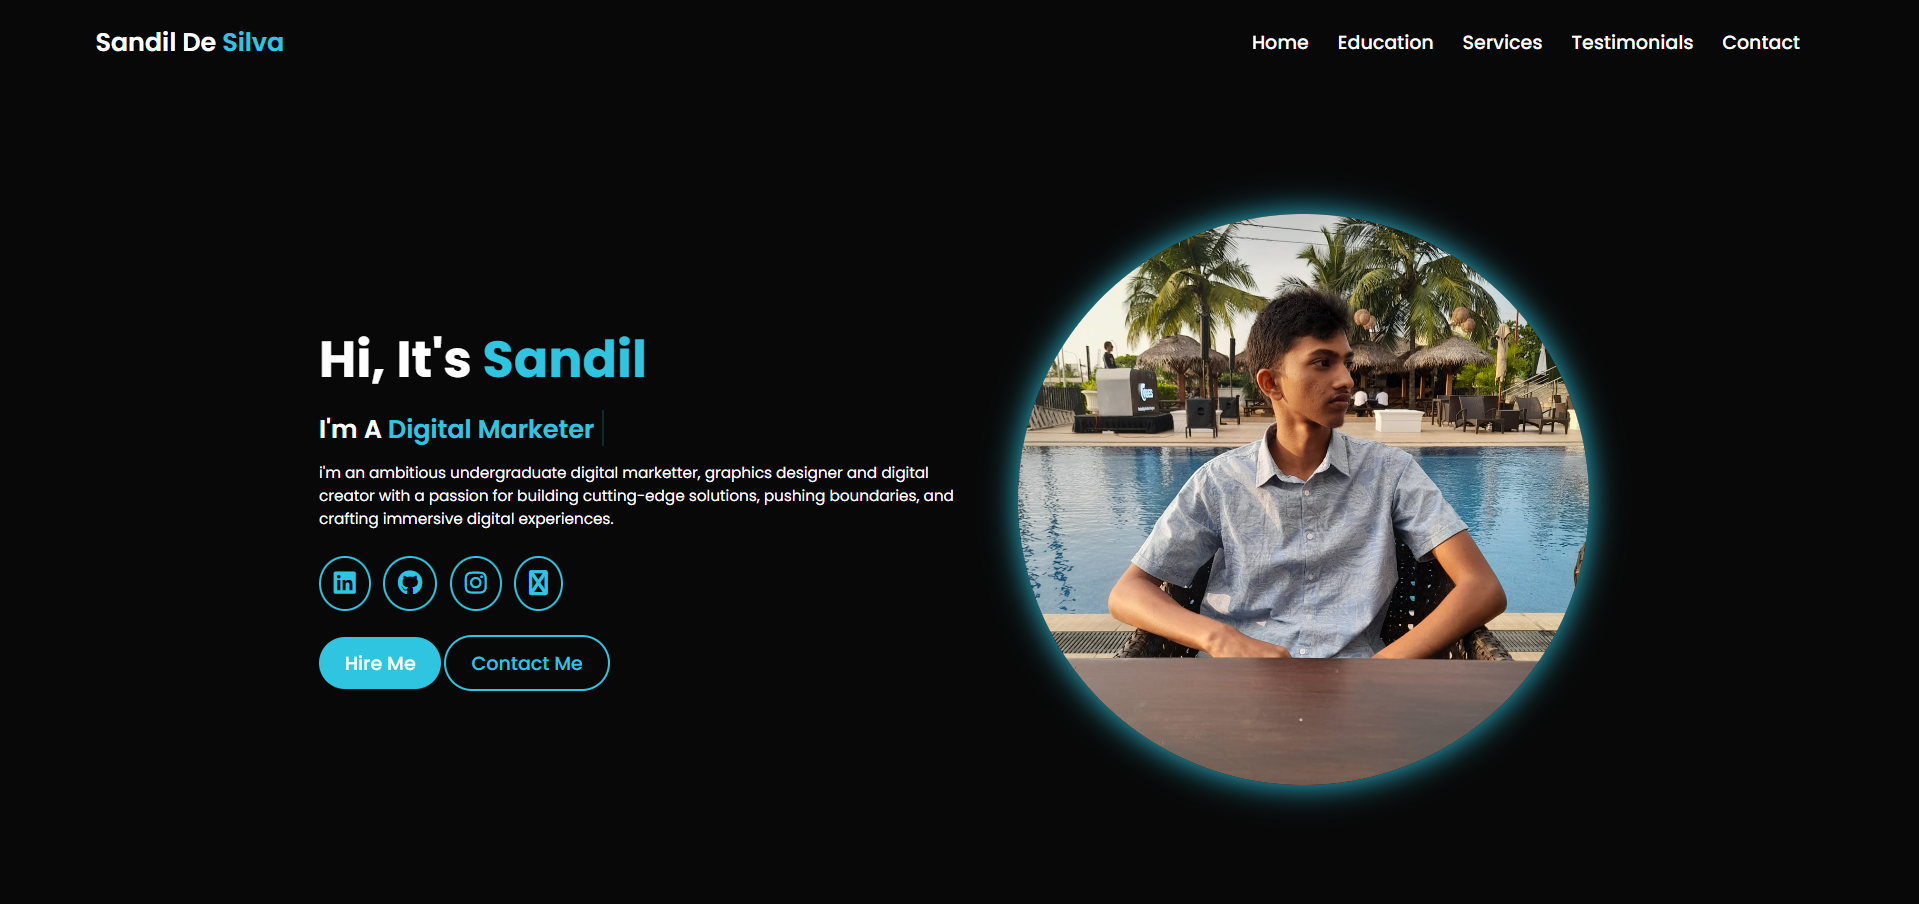 Sandil De Silva
Home Education Services Testimonials Contact
Hi, It's Sandil
I'm A Digital Marketer
i'm an ambitious undergraduate digital marketter, graphics designer and digital
creator with a passion for building cutting-edge solutions, pushing boundaries, and
crafting immersive digital experiences.
in
Hire Me
Contact Me